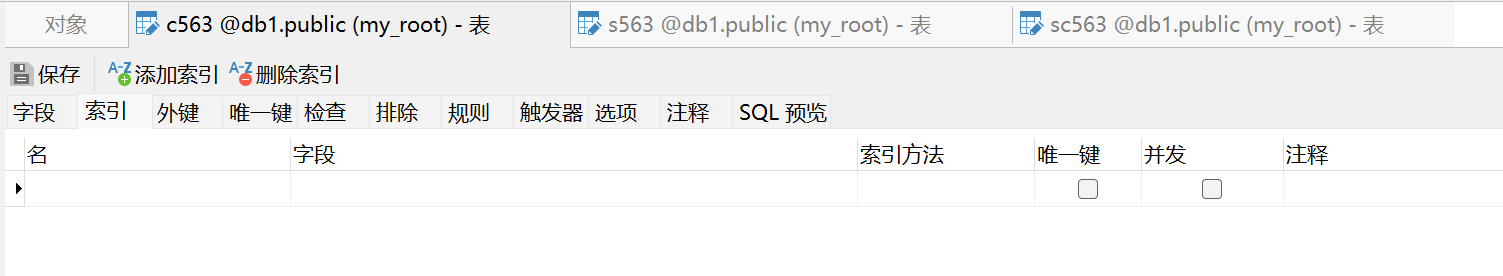 对象 c563 @db1.public (my_root) - 表 s563 @db1.public (my_root) - 表 sc563 @db1.public (my_root) - 表
保存 A-Z 添加索引 A-Z 删除索引
字段 索引 外键 唯一键 检查 排除 规则 触发器 选项 注释 SQL 预览
名 字段 索引方法 唯一键 并发 注释